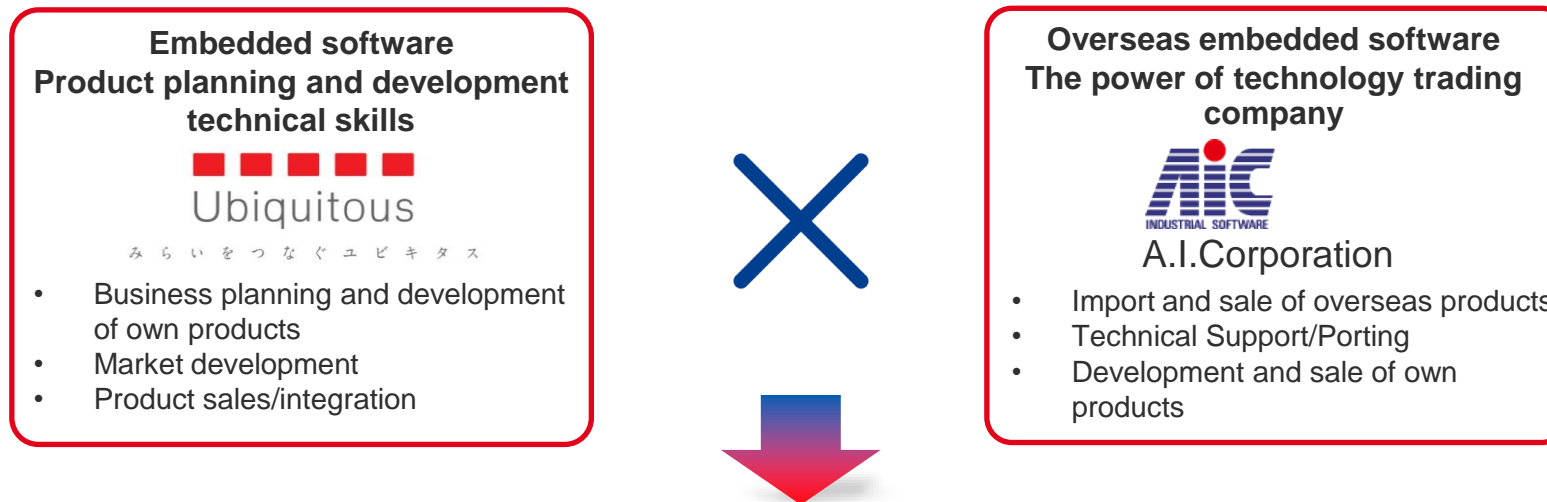 Embedded software
Product planning and development
technical skills
Ubiquitous
みらいをつなぐユビキタス
• Business planning and development
of own products
• Market development
• Product sales/integration
Overseas embedded software
The power of technology trading
company
AIC
INDUSTRIAL SOFTWARE
A.I.Corporation
• Import and sale of overseas products
• Technical Support/Porting
• Development and sale of own
products